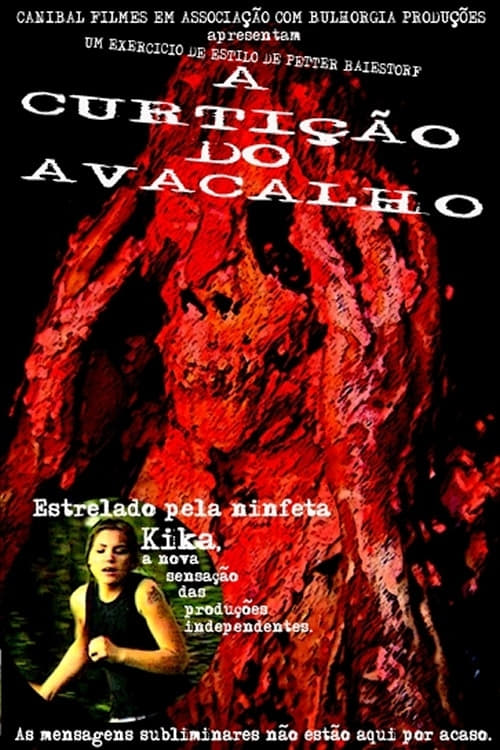 CANIBAL FILMES EM ASSOCIAÇÃO COM BULHORGIA PRODUÇÕES
apresentam
UM EXERCICIO DE ESTILO DE PETTER BAIESTORF
A
CURTIÇÃO
DO
AVACALHO
Estrelado pela ninfeta
Kika,
a nova
sensação
das
produções
independentes.
As mensagens subliminares não estão aqui por acaso.